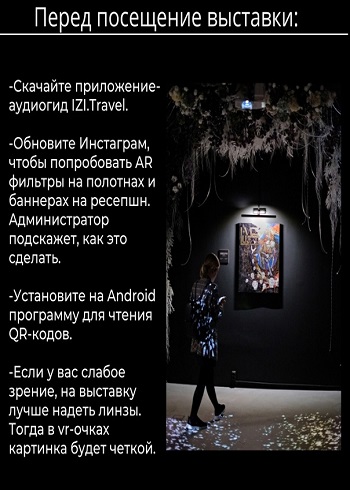 Перед посещение выставки:
-Скачайте приложение-
аудиогид IZI.Travel.
-Обновите Инстаграм,
чтобы попробовать AR
фильтры на полотнах и
баннерах на ресепшн.
Администратор
подскажет, как это
сделать.
-Установите на Android
программу для чтения
QR-кодов.
-Если у вас слабое
зрение, на выставку
лучше надеть линзы.
Тогда в vr-очках
картинка будет четкой.